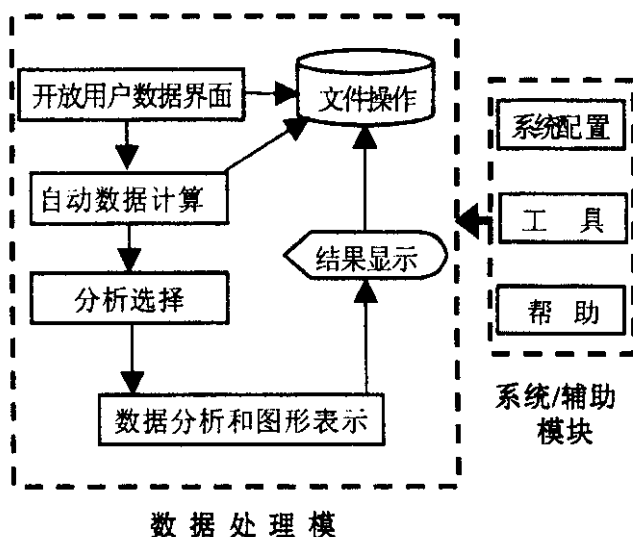 开放用户数据界面
文件操作
自动数据计算
分析选择
结果显示
数据分析和图形表示
数据处理模
系统配置
工 具
帮 助
系统/辅助
模块